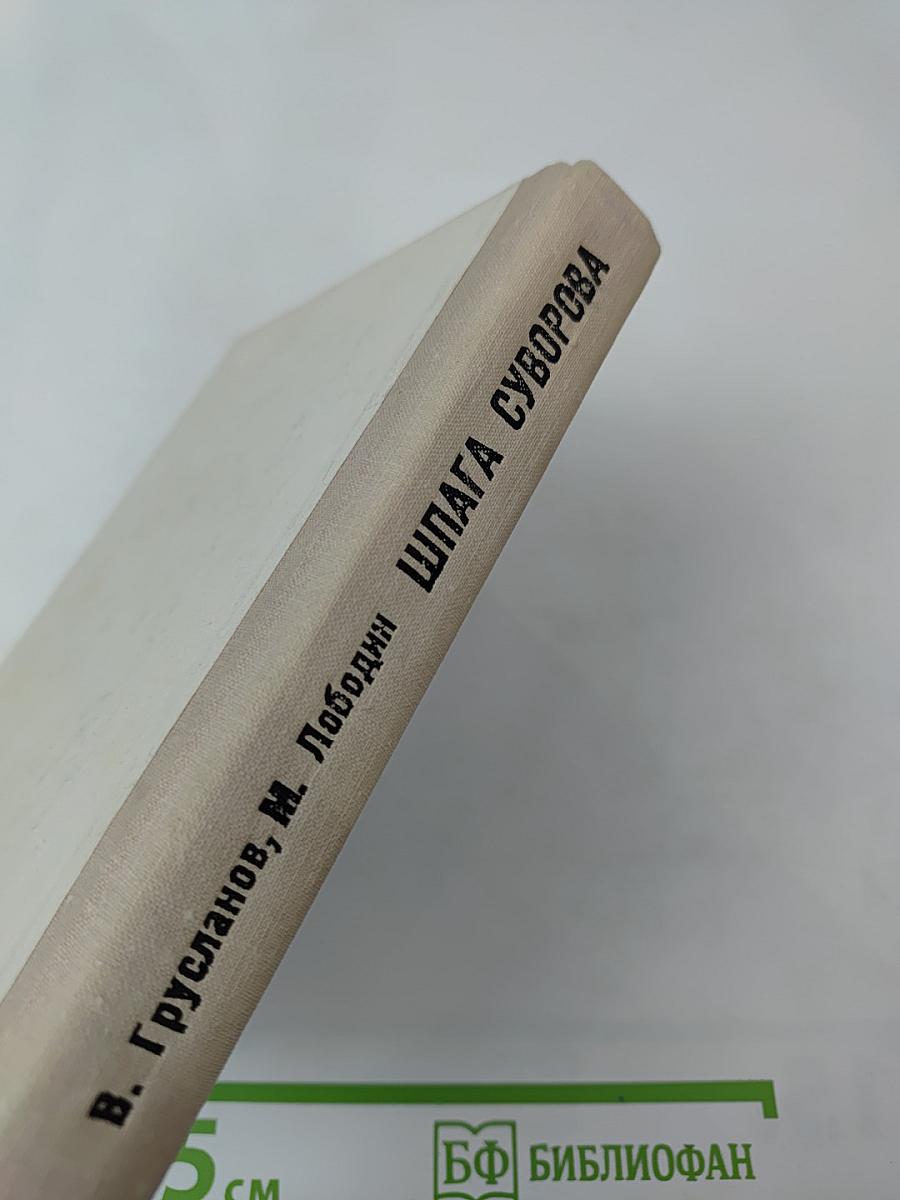 В. Грусланов, М. Лободин ШПАГА СУВОРОВА
5 см
БФ БИБЛИОФАН